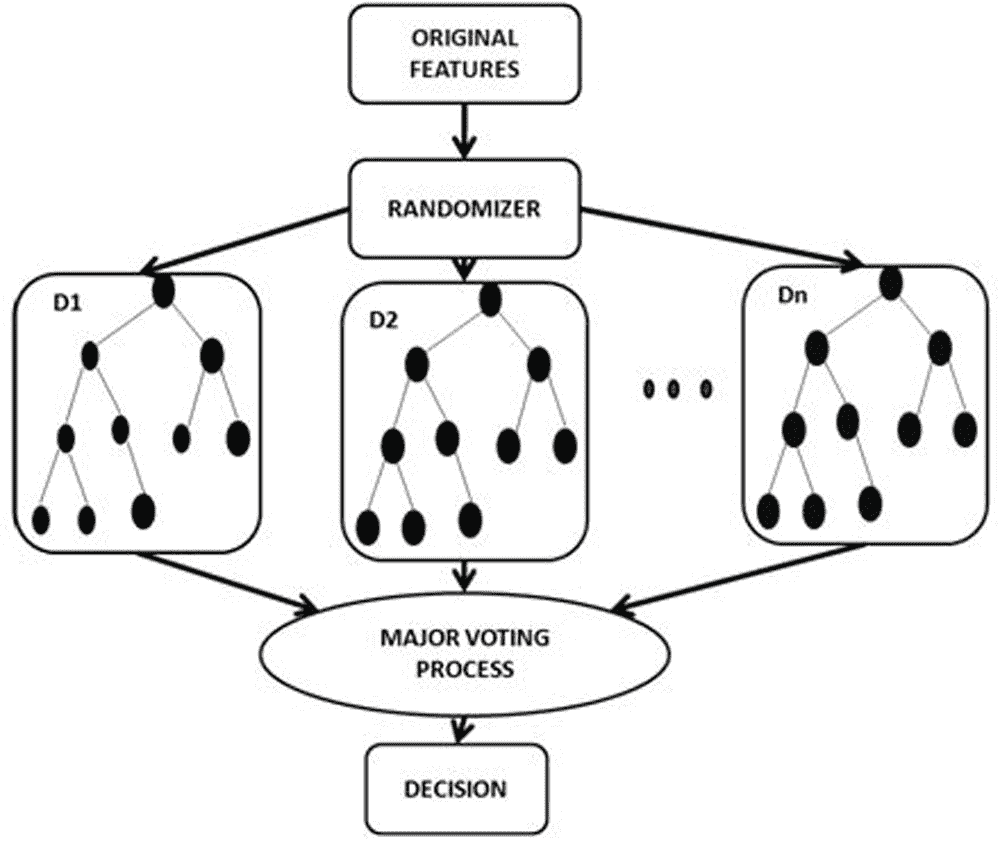 ORIGINAL
FEATURES
RANDOMIZER
D1
D2
Dn
MAJOR VOTING
PROCESS
DECISION